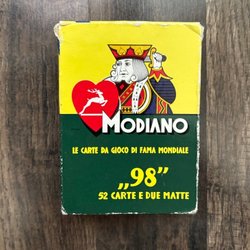 MODIANO
LE CARTE DA GIOCO DI FAMA MONDIALE
„98”
52 CARTE E DUE MATTE